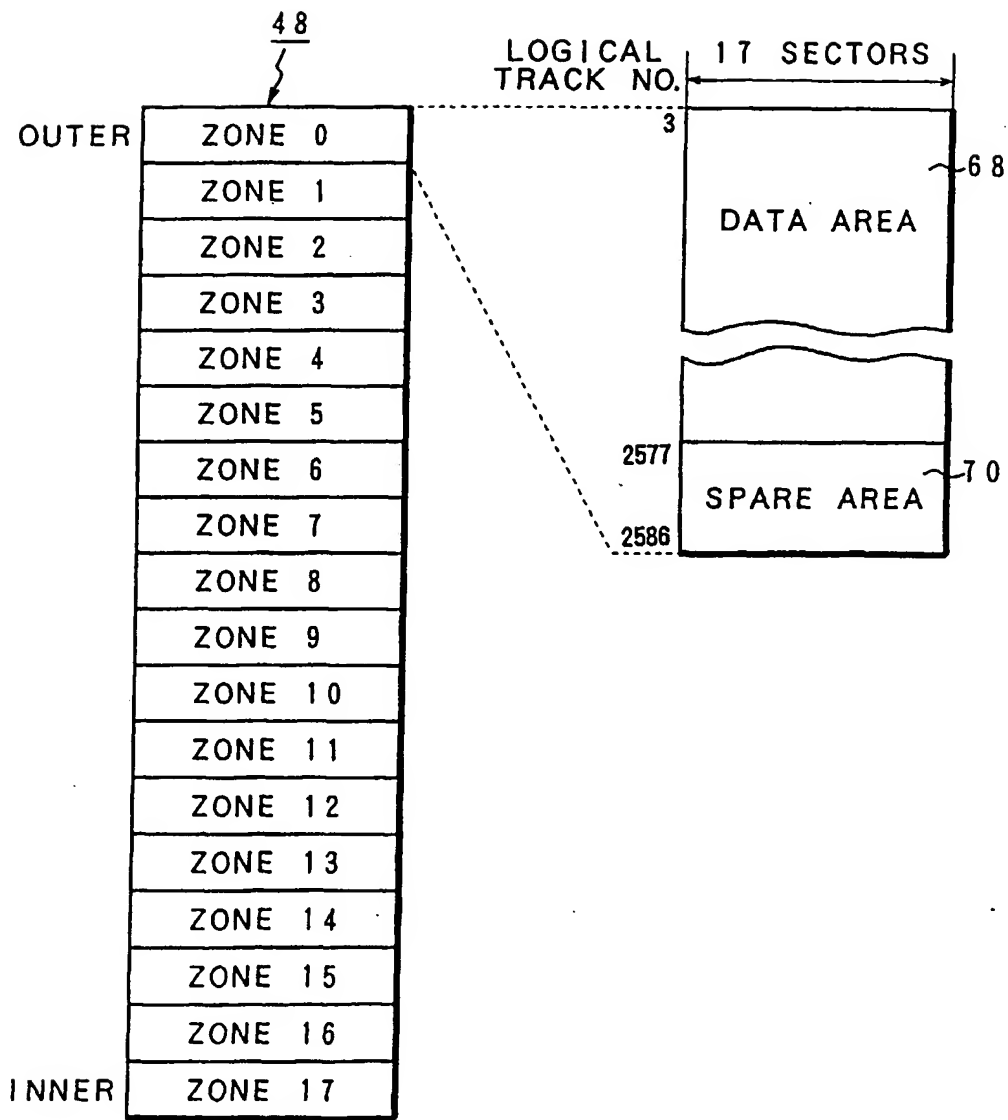 48
OUTER
ZONE 0
ZONE 1
ZONE 2
ZONE 3
ZONE 4
ZONE 5
ZONE 6
ZONE 7
ZONE 8
ZONE 9
ZONE 10
ZONE 11
ZONE 12
ZONE 13
ZONE 14
ZONE 15
ZONE 16
INNER
ZONE 17
LOGICAL
TRACK NO.
17 SECTORS
3
68
DATA AREA
2577
70
SPARE AREA
2586